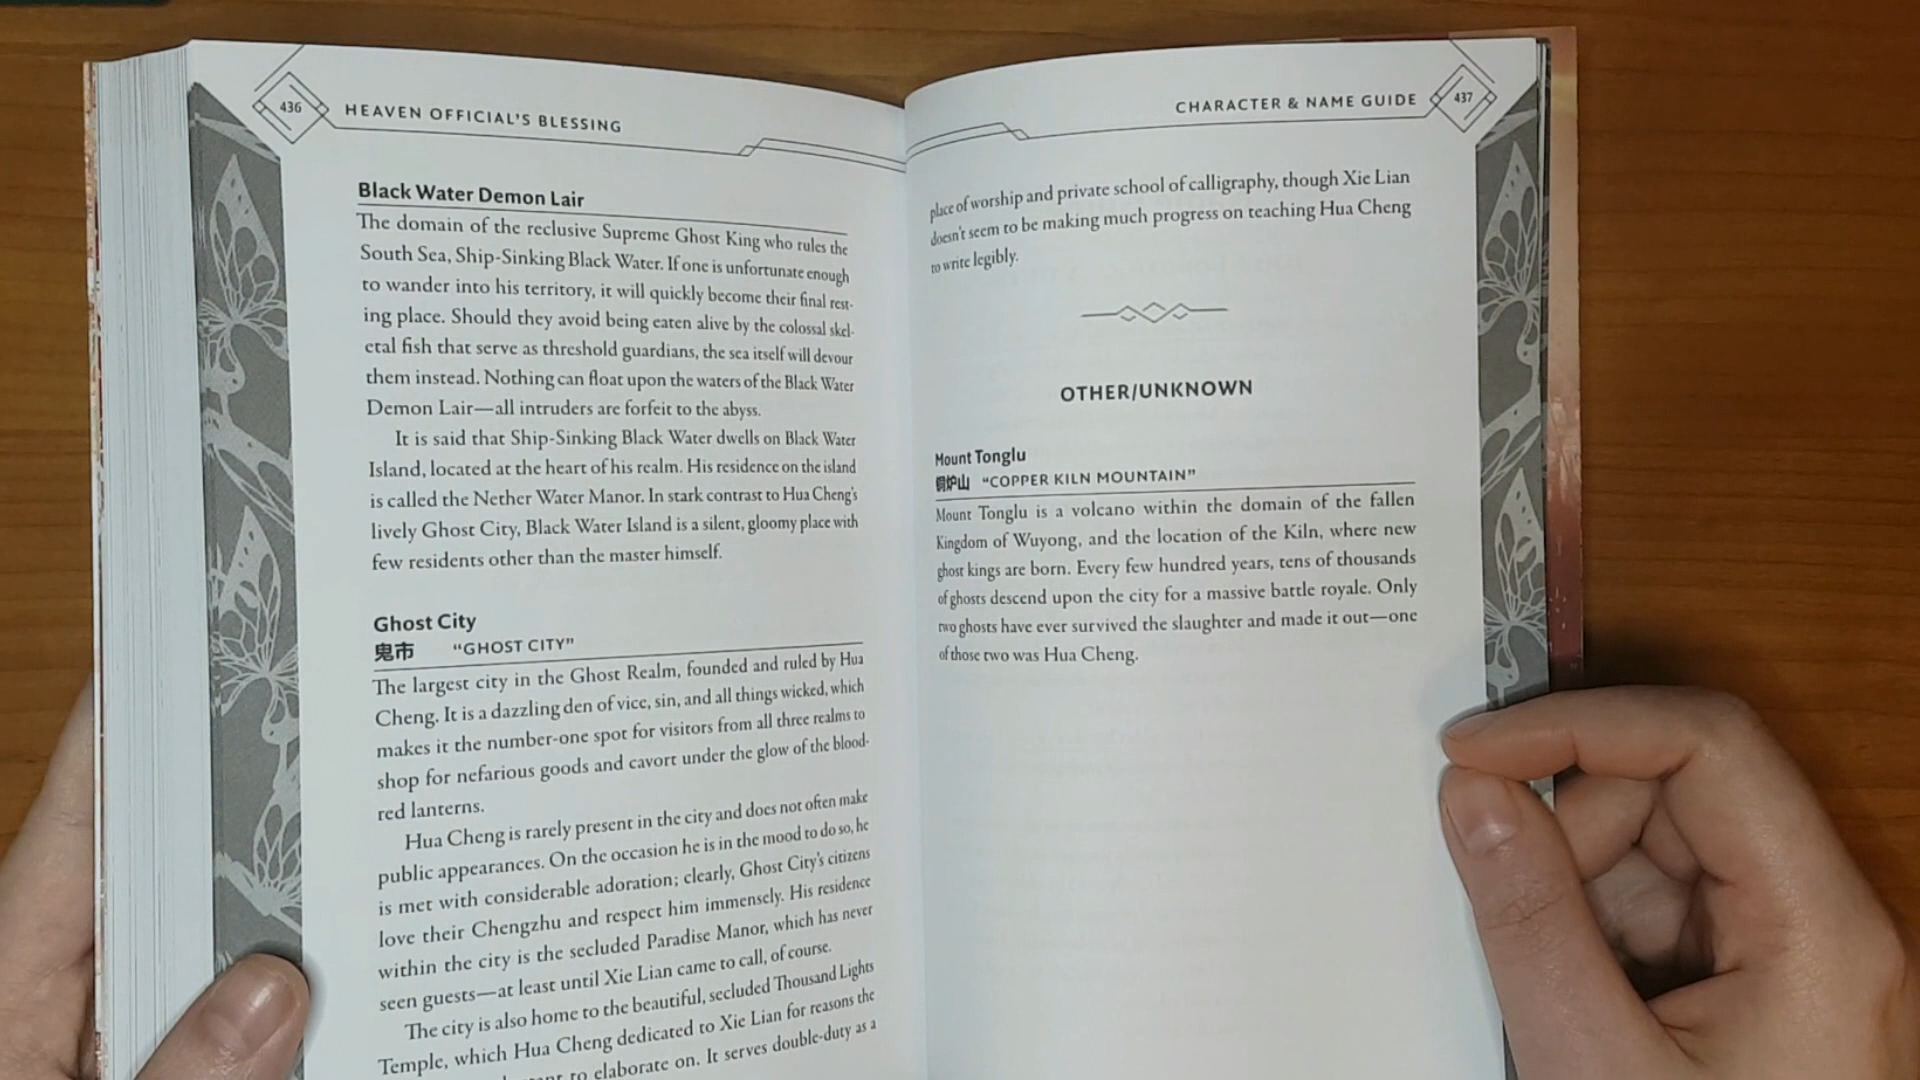 436
HEAVEN OFFICIAL'S BLESSING
Black Water Demon Lair
The domain of the reclusive Supreme Ghost King who rules the
South Sea, Ship-Sinking Black Water. If one is unfortunate enough
to wander into his territory, it will quickly become their final rest-
ing place. Should they avoid being eaten alive by the colossal skel-
etal fish that serve as threshold guardians, the sea itself will devour
them instead. Nothing can float upon the waters of the Black Water
Demon Lair—all intruders are forfeit to the abyss.
It is said that Ship-Sinking Black Water dwells on Black Water
Island, located at the heart of his realm. His residence on the island
is called the Nether Water Manor. In stark contrast to Hua Cheng's
lively Ghost City, Black Water Island is a silent, gloomy place with
few residents other than the master himself.
Ghost City
鬼市 "GHOST CITY"
The largest city in the Ghost Realm, founded and ruled by Hua
Cheng. It is a dazzling den of vice, sin, and all things wicked, which
makes it the number-one spot for visitors from all three realms to
shop for nefarious goods and cavort under the glow of the blood-
red lanterns.
Hua Cheng is rarely present in the city and does not often make
public appearances. On the occasion he is in the mood to do so, he
is met with considerable adoration; clearly, Ghost City's citizens
love their Chengzhu and respect him immensely. His residence
within the city is the secluded Paradise Manor, which has never
seen guests—at least until Xie Lian came to call, of course.
The city is also home to the beautiful, secluded Thousand Lights
Temple, which Hua Cheng dedicated to Xie Lian for reasons the
to elaborate on. It serves double-duty as a
CHARACTER & NAME GUIDE
437
place of worship and private school of calligraphy, though Xie Lian
doesn't seem to be making much progress on teaching Hua Cheng
to write legibly.
OTHER/UNKNOWN
Mount Tonglu
铜炉山 "COPPER KILN MOUNTAIN"
Mount Tonglu is a volcano within the domain of the fallen
Kingdom of Wuyong, and the location of the Kiln, where new
ghost kings are born. Every few hundred years, tens of thousands
of ghosts descend upon the city for a massive battle royale. Only
two ghosts have ever survived the slaughter and made it out—one
of those two was Hua Cheng.